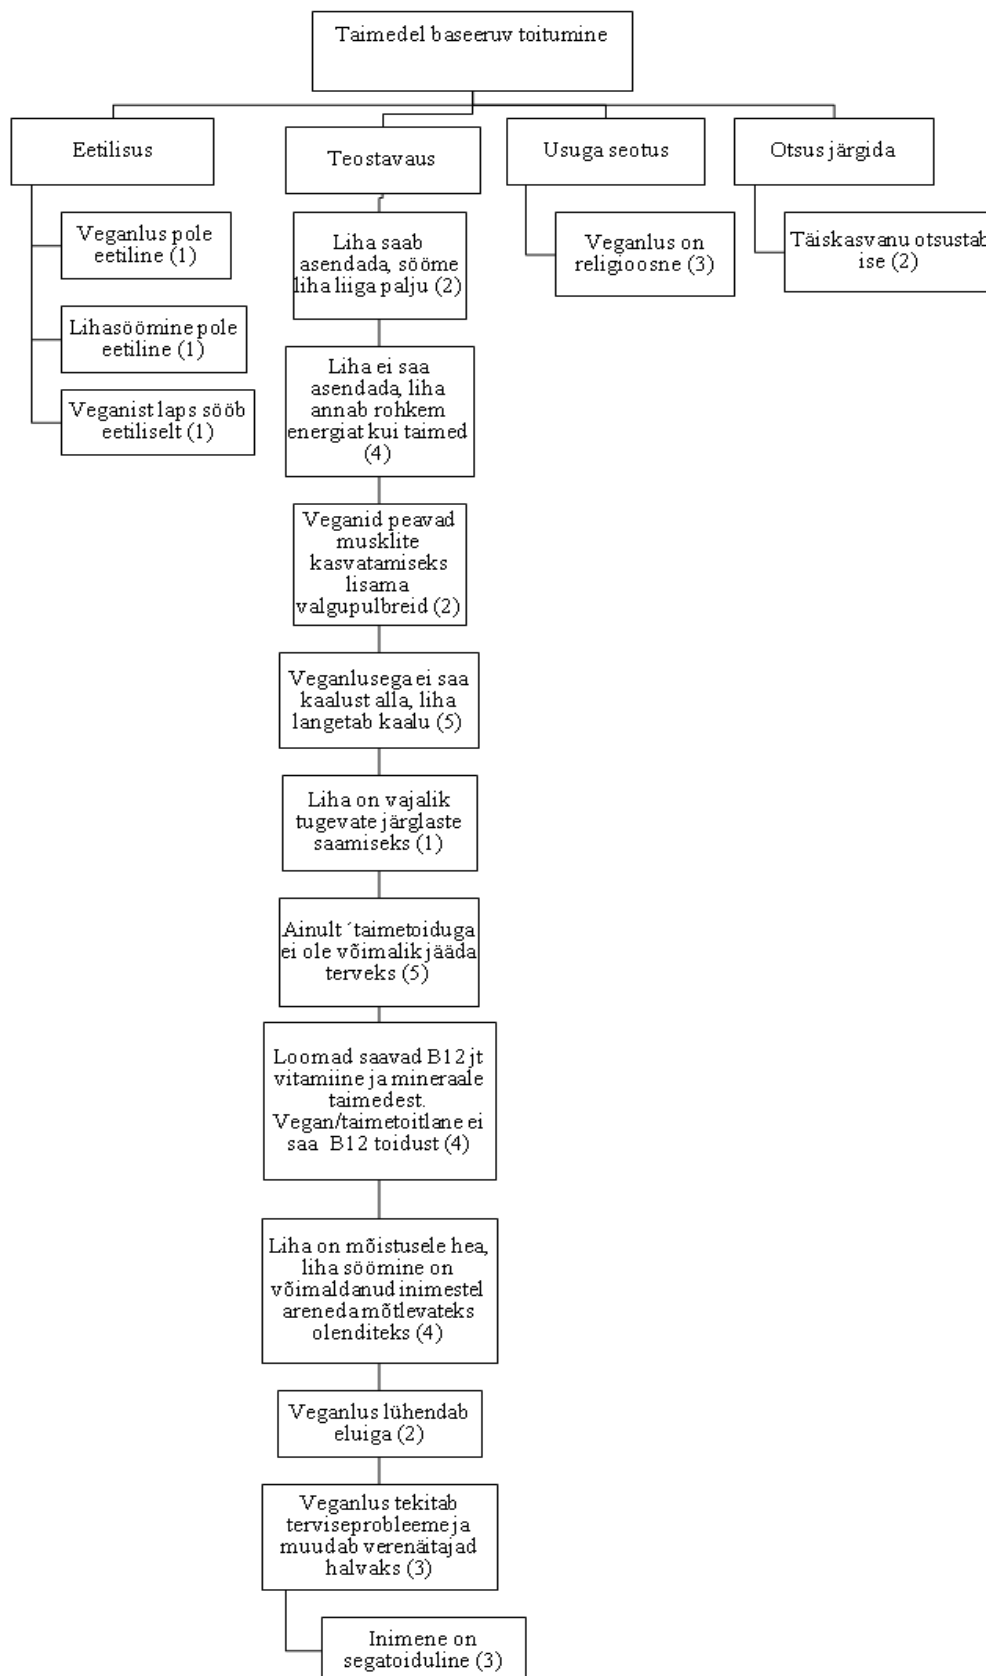 Taimedel baseeruv toitumine
Eetilisus
Teostavaus
Usuga seotus
Otsus järgida
Veganlus pole
eetiline (1)
Lihasöömine pole
eetiline (1)
Veganist laps sööb
eetiliselt (1)
Liha saab
asendada, sööme
liha liiga palju (2)
Liha ei saa
asendada, liha
annab rohkem
energiat kui taimed
(4)
Veganid peavad
musklite
kasvatamiseks
lisama
valgupulbreid (2)
Veganlusega ei saa
kaalust alla, liha
langetab kaalu (5)
Liha on vajalik
tugevate järglaste
saamiseks (1)
Ainult ´taimetoiduga
ei ole võimalik jääda
terveks (5)
Loomad saavad B12 jt
vitamiine ja mineraale
taimedest.
Vegan/taimetoitlane ei
saa B12 toidust (4)
Liha on mõistusele hea,
liha söömine on
võimaldanud inimestel
areneda mõtlevateks
olenditeks (4)
Veganlus lühendab
eluiga (2)
Veganlus tekitab
terviseprobleeme ja
muudab verenäitajad
halvaks (3)
Inimene on
segatoiduline (3)
Veganlus on
religioosne (3)
Täiskasvanu otsustab
ise (2)